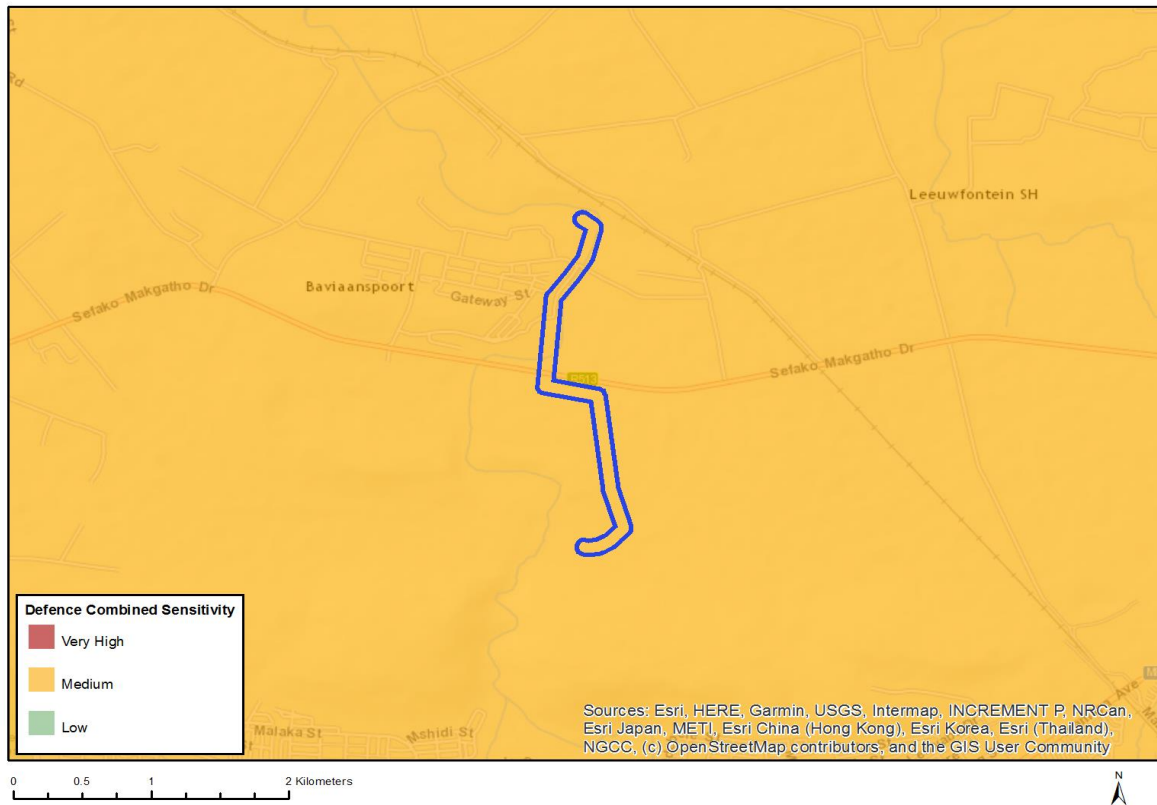 Rd
Leeuwfontein SH
Baviaanspoort
Gateway St
Sefako Makgatho Dr
Sefako Makgatho Dr
R513
Defence Combined Sensitivity
Very High
Medium
Low
Malaka St
Mshidi St
Sources: Esri, HERE, Garmin, USGS, Intermap, INCREMENT P, NRCan,
Esri Japan, METI, Esri China (Hong Kong), Esri Korea, Esri (Thailand),
NGCC, (c) OpenStreetMap contributors, and the GIS User Community
0 0.5 1 2 Kilometers
N